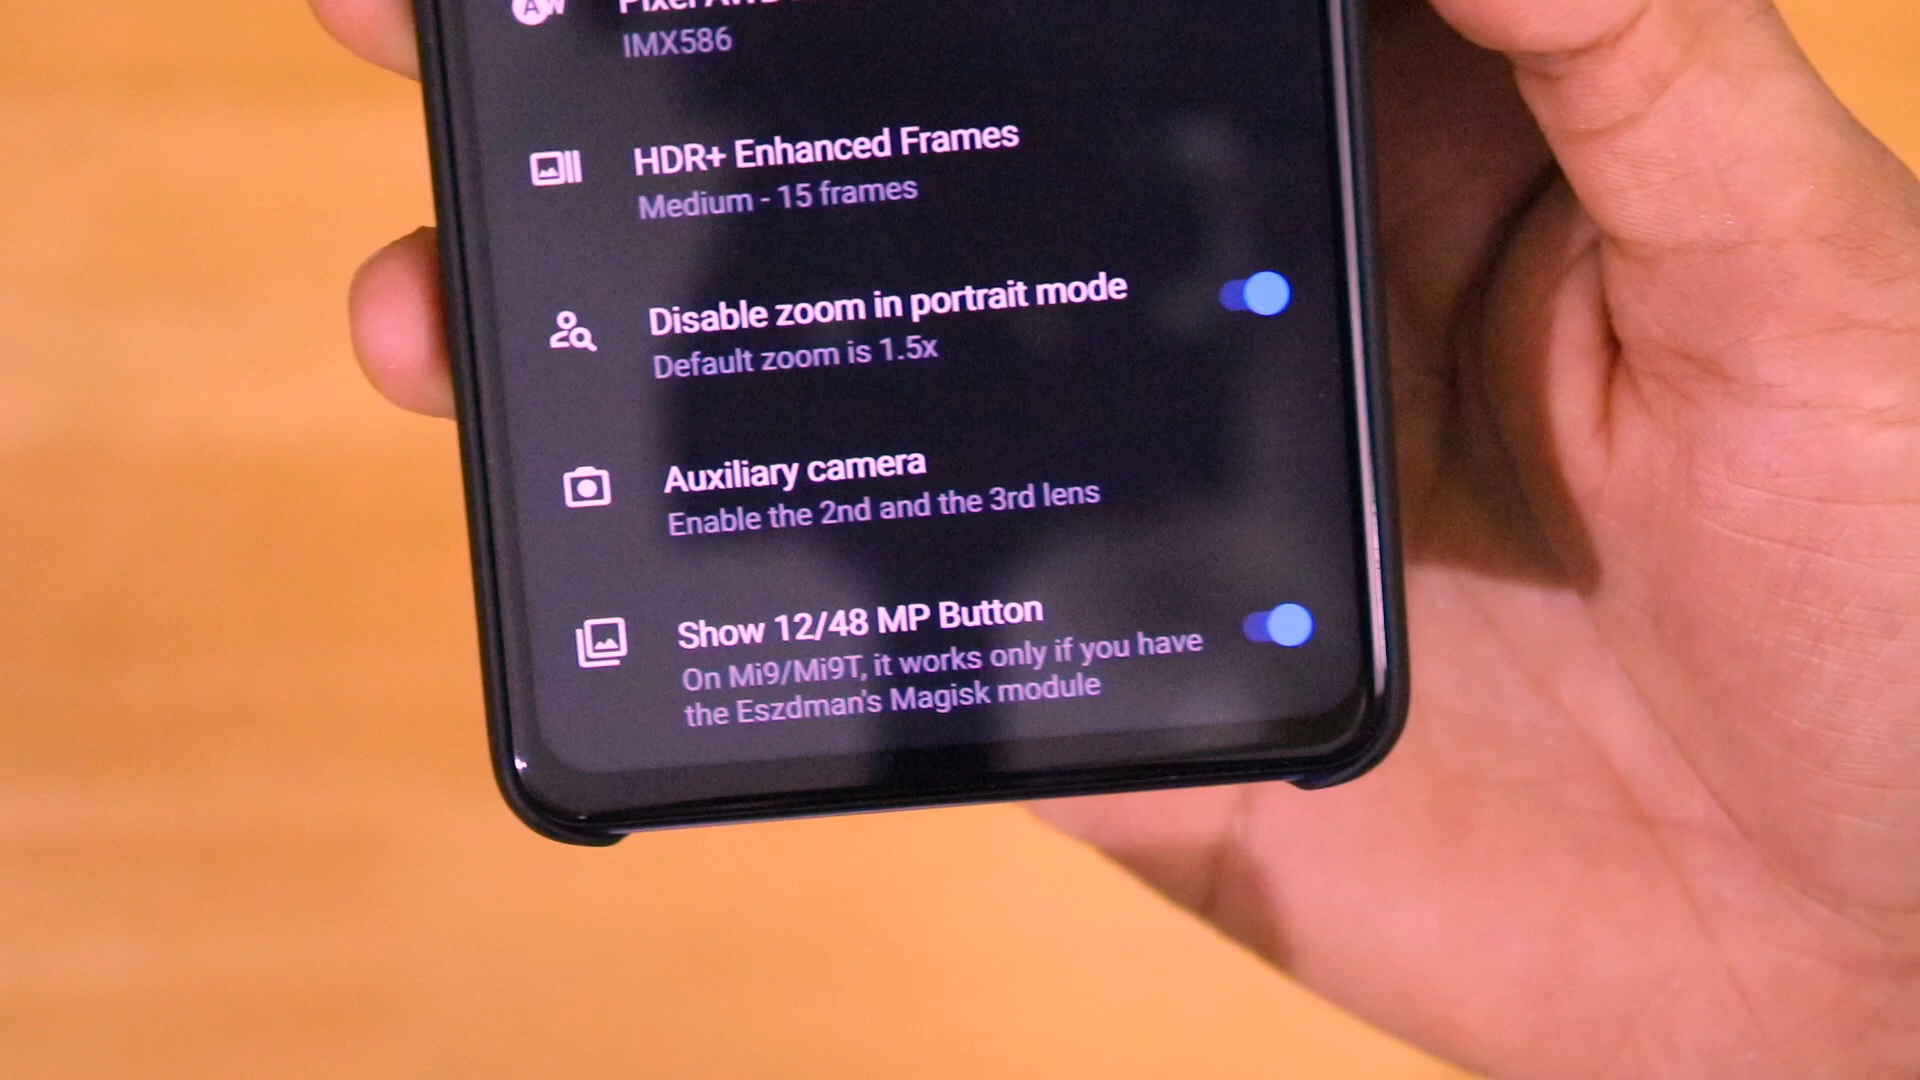 Pixel AWB
IMX586
HDR+ Enhanced Frames
Medium - 15 frames
Disable zoom in portrait mode
Default zoom is 1.5x
Auxiliary camera
Enable the 2nd and the 3rd lens
Show 12/48 MP Button
On Mi9/Mi9T, it works only if you have
the Eszdman's Magisk module